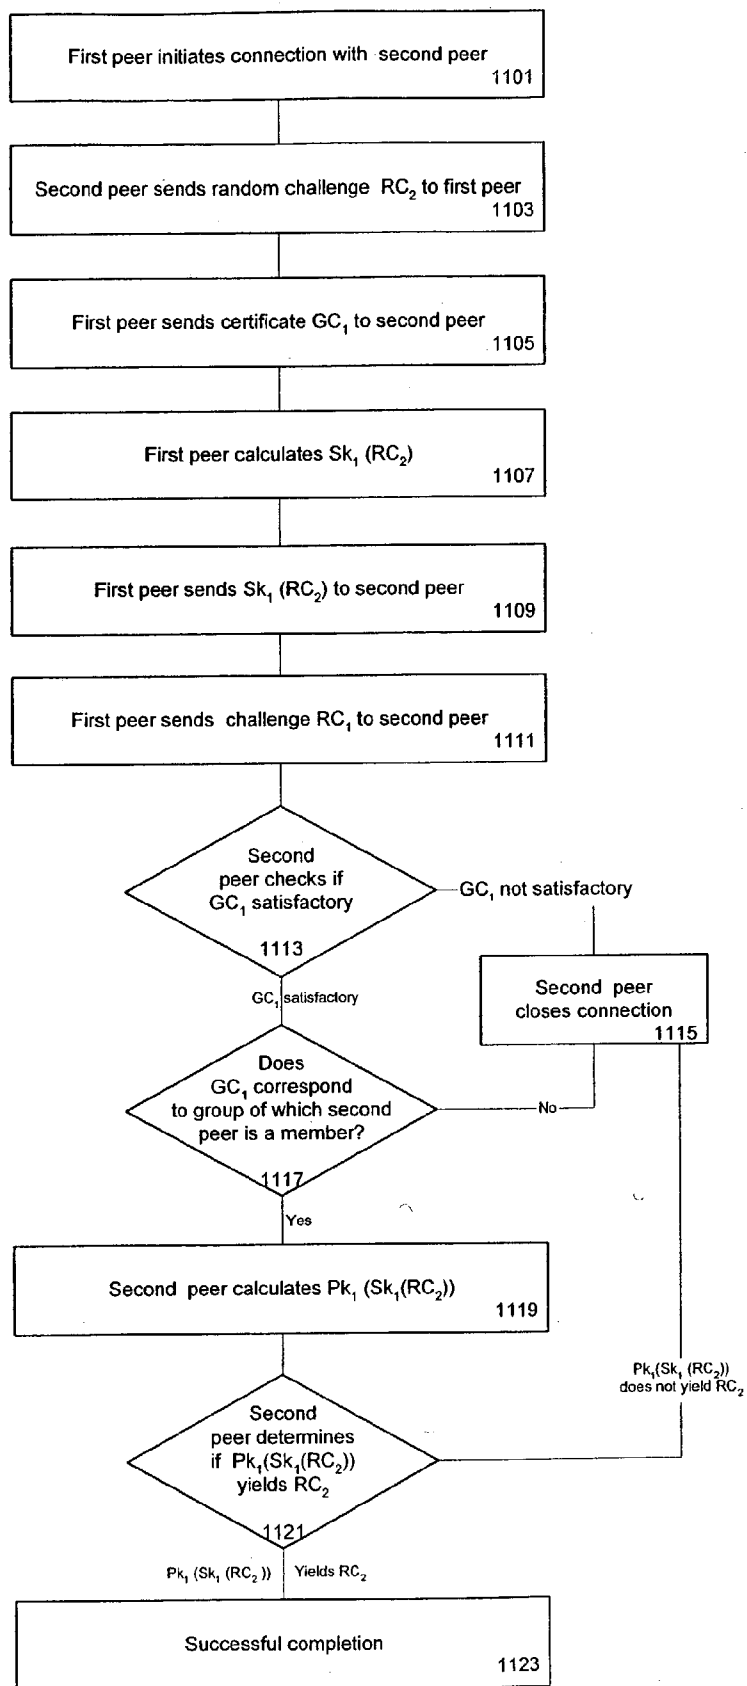 First peer initiates connection with second peer
1101
Second peer sends random challenge RC₂ to first peer
1103
First peer sends certificate GC₁ to second peer
1105
First peer calculates Sk₁ (RC₂)
1107
First peer sends Sk₁ (RC₂) to second peer
1109
First peer sends challenge RC₁ to second peer
1111
Second
peer checks if
GC₁ satisfactory
1113
GC₁ not satisfactory
GC₁ satisfactory
Second peer
closes connection
1115
Does
GC₁ correspond
to group of which second
peer is a member?
1117
No
Yes
Second peer calculates Pk₁ (Sk₁(RC₂))
1119
Pk₁(Sk₁ (RC₂))
does not yield RC₂
Second
peer determines
if Pk₁(Sk₁(RC₂))
yields RC₂
1121
Pk₁ (Sk₁ (RC₂ )) Yields RC₂
Successful completion
1123